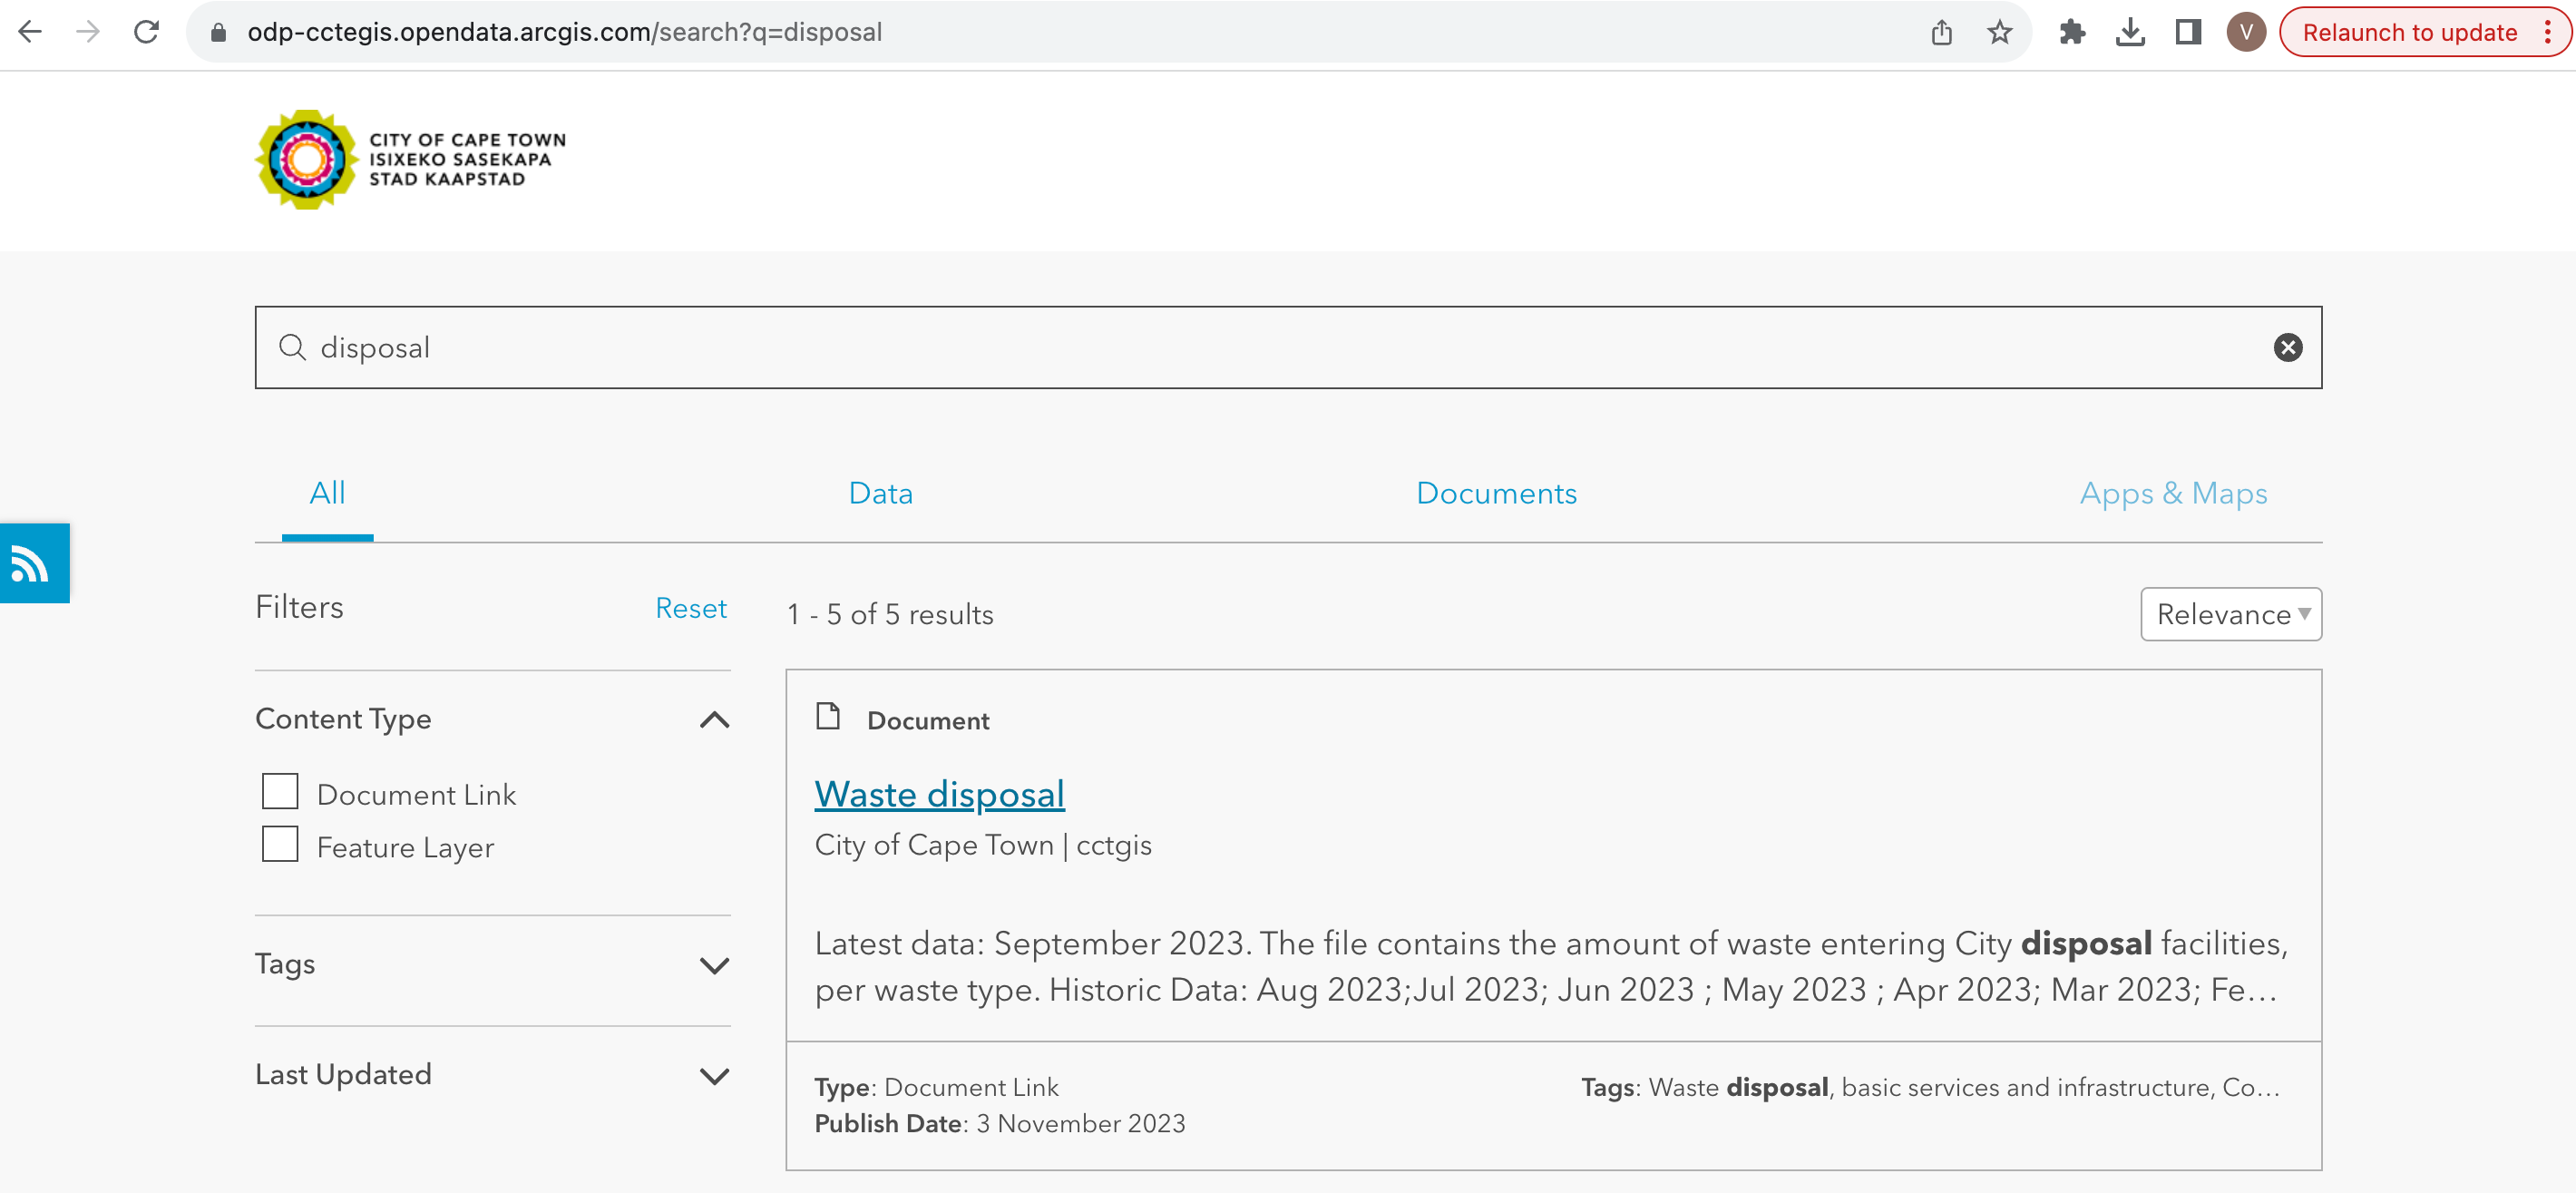 odp-cctegis.opendata.arcgis.com/search?q=disposal
V
Relaunch to update
CITY OF CAPE TOWN
ISIXEKO SASEKAPA
STAD KAAPSTAD
disposal
All
Data
Documents
Apps & Maps
Filters
Reset
1 - 5 of 5 results
Relevance
Content Type
Document Link
Feature Layer
Tags
Last Updated
Document
Waste disposal
City of Cape Town | cctgis
Latest data: September 2023. The file contains the amount of waste entering City disposal facilities,
per waste type. Historic Data: Aug 2023;Jul 2023; Jun 2023 ; May 2023 ; Apr 2023; Mar 2023; Fe...
Type: Document Link
Tags: Waste disposal, basic services and infrastructure, Co...
Publish Date: 3 November 2023